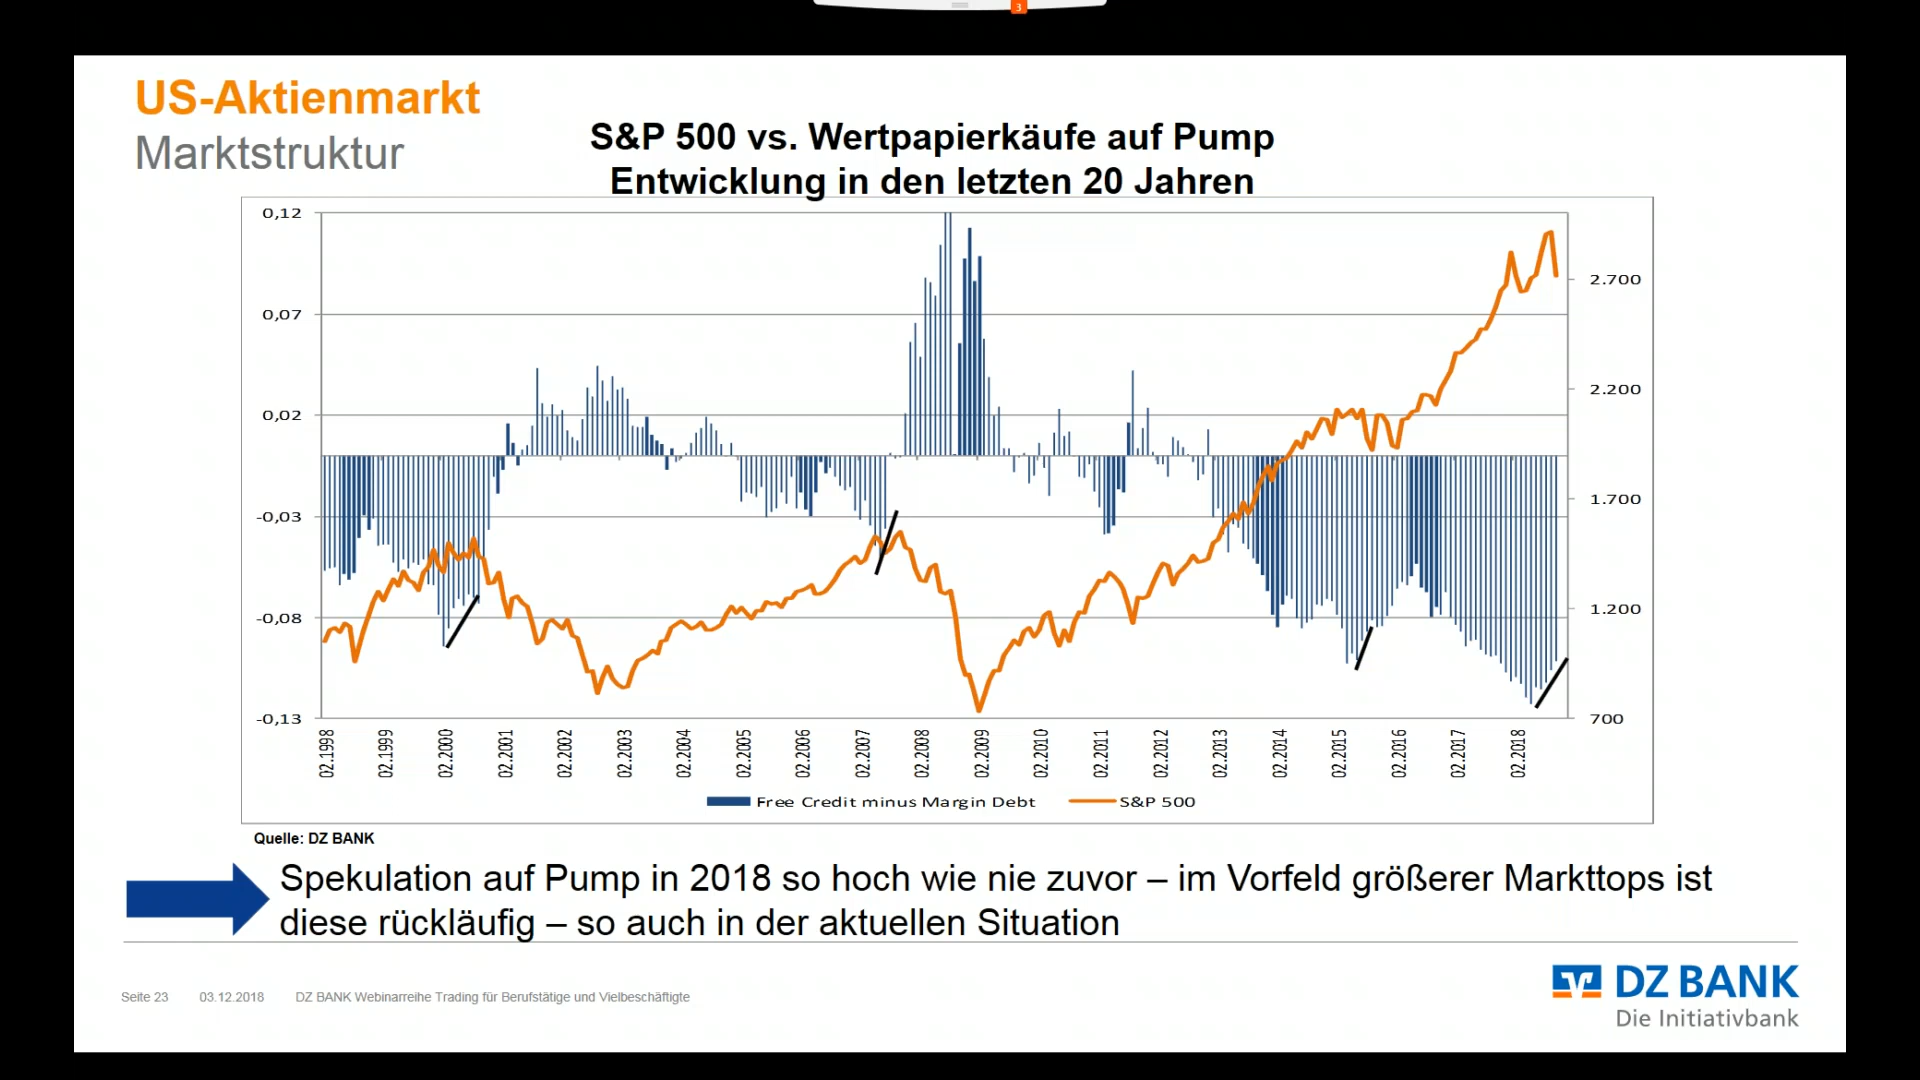 3
US-Aktienmarkt
Marktstruktur
S&P 500 vs. Wertpapierkäufe auf Pump
Entwicklung in den letzten 20 Jahren
0,12
0,07
0,02
-0,03
-0,08
-0,13
2.700
2.200
1.700
1.200
700
02.1998
02.1999
02.2000
02.2001
02.2002
02.2003
02.2004
02.2005
02.2006
02.2007
02.2008
02.2009
02.2010
02.2011
02.2012
02.2013
02.2014
02.2015
02.2016
02.2017
02.2018
Free Credit minus Margin Debt
S&P 500
Quelle: DZ BANK
Spekulation auf Pump in 2018 so hoch wie nie zuvor – im Vorfeld größerer Markttops ist
diese rückläufig – so auch in der aktuellen Situation
Seite 23 03.12.2018 DZ BANK Webinarreihe Trading für Berufstätige und Vielbeschäftigte
DZ BANK
Die Initiativbank